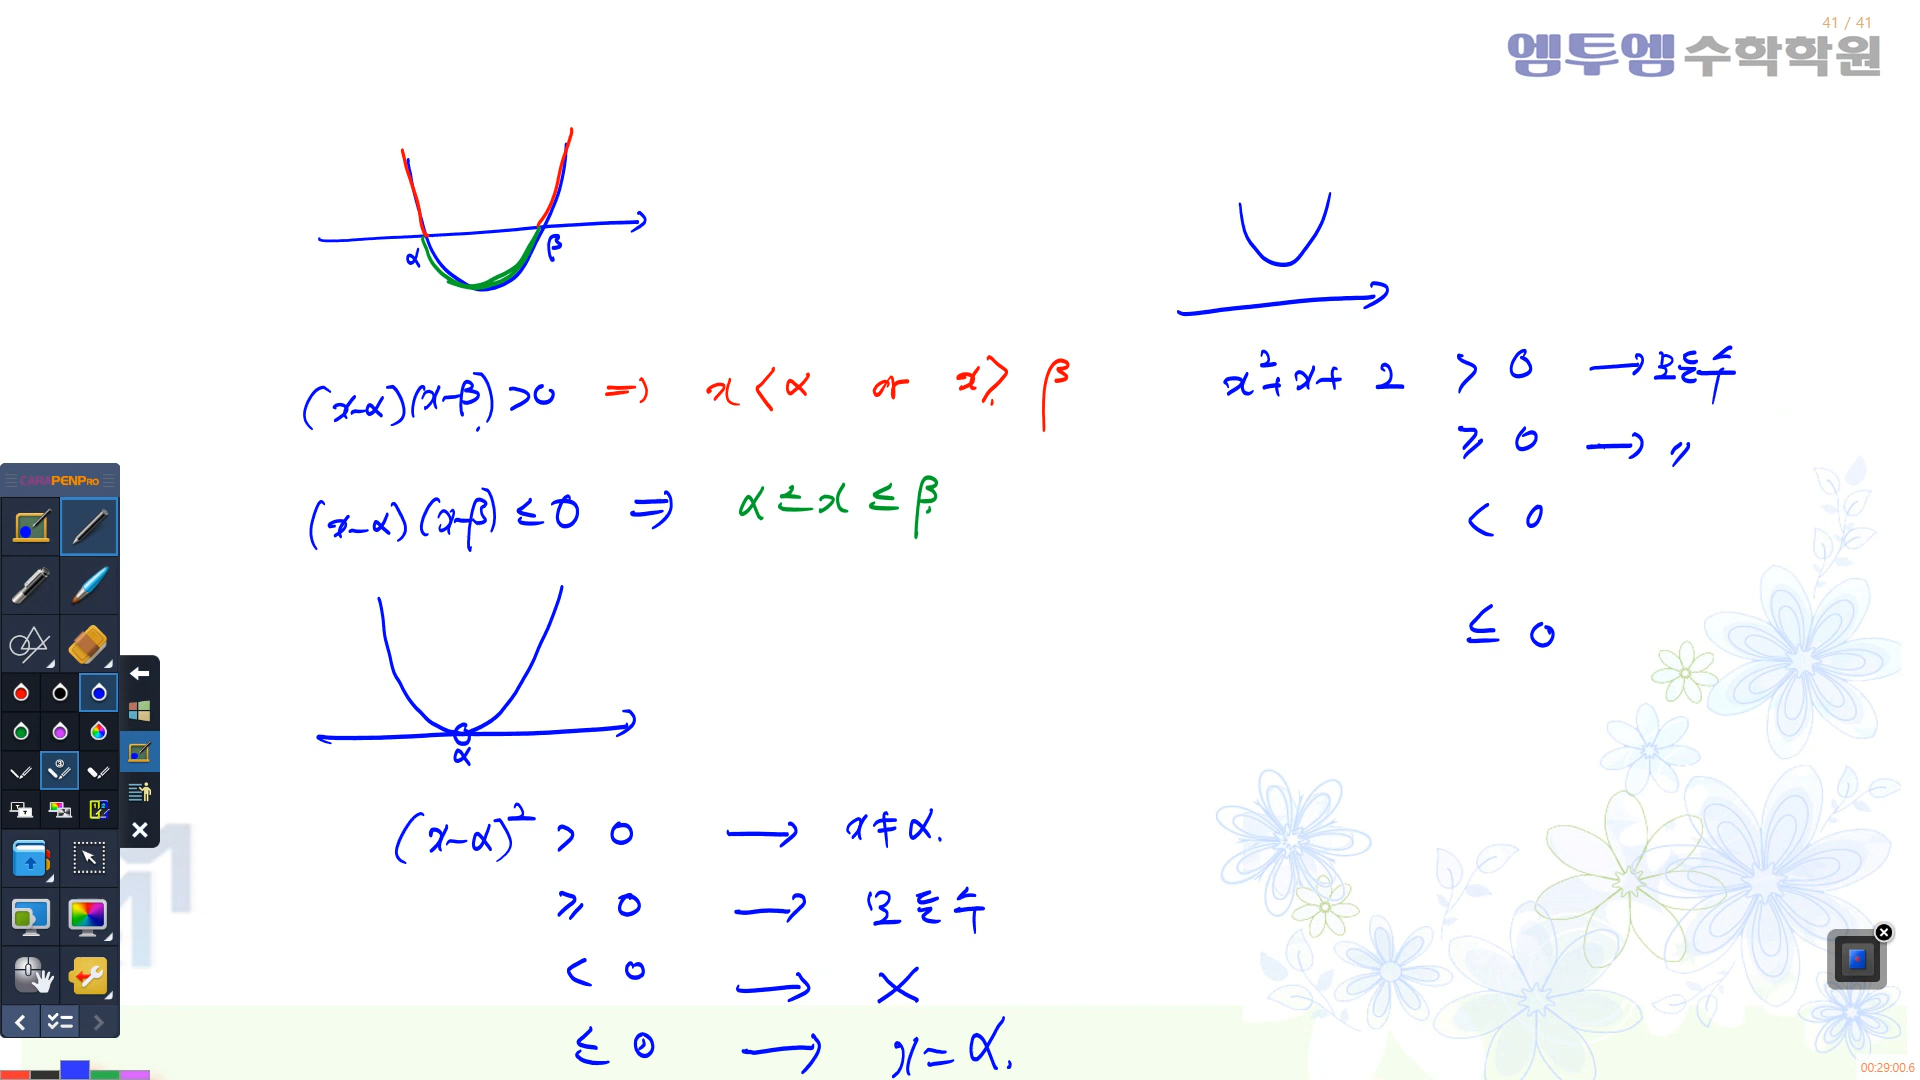 41 / 41
엠투엠 수학학원
α β
(x-α)(x-β) > 0 ⇒ x < α or x > β
(x-α)(x-β) ≤ 0 ⇒ α ≤ x ≤ β
α
(x-α)² > 0 → x ≠ α.
≥ 0 → 모든수
< 0 → X
≤ 0 → x = α.
x² + x + 2 > 0 → 모든수
≥ 0 → 〃
< 0
≤ 0
CARAPENPRO
00:29:00.6